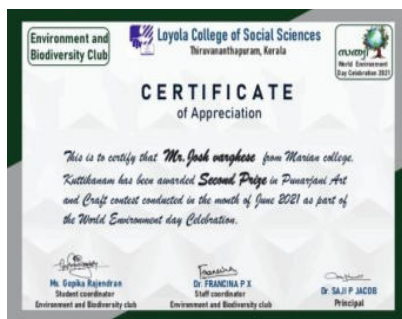 Environment and
Biodiversity Club
Loyola College of Social Sciences
Thiruvananthapuram, Kerala
World Environment
Day Celebration 2021
CERTIFICATE
of Appreciation
This is to certify that Mr. Josh varghese from Marian college,
Kuttikanam has been awarded Second Prize in Punarjani Art
and Craft contest conducted in the month of June 2021 as part of
the World Environment day Celebration.
Ms. Gopika Rajendran
Student coordinator
Environment and Biodiversity club
Dr. FRANCINA P X
Staff coordinator
Environment and Biodiversity club
Dr. SAJI P JACOB
Principal